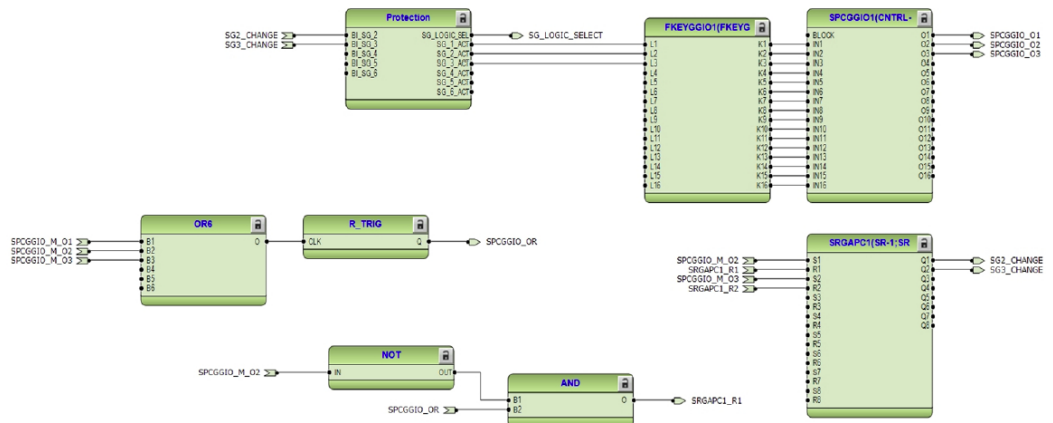 Protection
SG2_CHANGE
SG3_CHANGE
BI_SG_2
BI_SG_3
BI_SG_4
BI_SG_5
BI_SG_6
SG_LOGIC_SEL
SG_1_ACT
SG_2_ACT
SG_3_ACT
SG_4_ACT
SG_5_ACT
SG_6_ACT
SG_LOGIC_SELECT
FKEYGGIO1(FKEYG
L1
L2
L3
L4
L5
L6
L7
L8
L9
L10
L11
L12
L13
L14
L15
L16
K1
K2
K3
K4
K5
K6
K7
K8
K9
K10
K11
K12
K13
K14
K15
K16
SPCGGIO1(CNTRL-
BLOCK
IN1
IN2
IN3
IN4
IN5
IN6
IN7
IN8
IN9
IN10
IN11
IN12
IN13
IN14
IN15
IN16
O1
O2
O3
O4
O5
O6
O7
O8
O9
O10
O11
O12
O13
O14
O15
O16
SPCGGIO_O1
SPCGGIO_O2
SPCGGIO_O3
OR6
SPCGGIO_M_O1
SPCGGIO_M_O2
SPCGGIO_M_O3
B1
B2
B3
B4
B5
B6
O
R_TRIG
CLK
Q
SPCGGIO_OR
SRGAPC1(SR-1;SR
SPCGGIO_M_O2
SRGAPC1_R1
SPCGGIO_M_O3
SRGAPC1_R2
S1
R1
S2
R2
S3
R3
S4
R4
S5
R5
S6
R6
S7
R7
S8
R8
Q1
Q2
Q3
Q4
Q5
Q6
Q7
Q8
SG2_CHANGE
SG3_CHANGE
NOT
SPCGGIO_M_O2
IN
OUT
AND
SPCGGIO_OR
B1
B2
O
SRGAPC1_R1